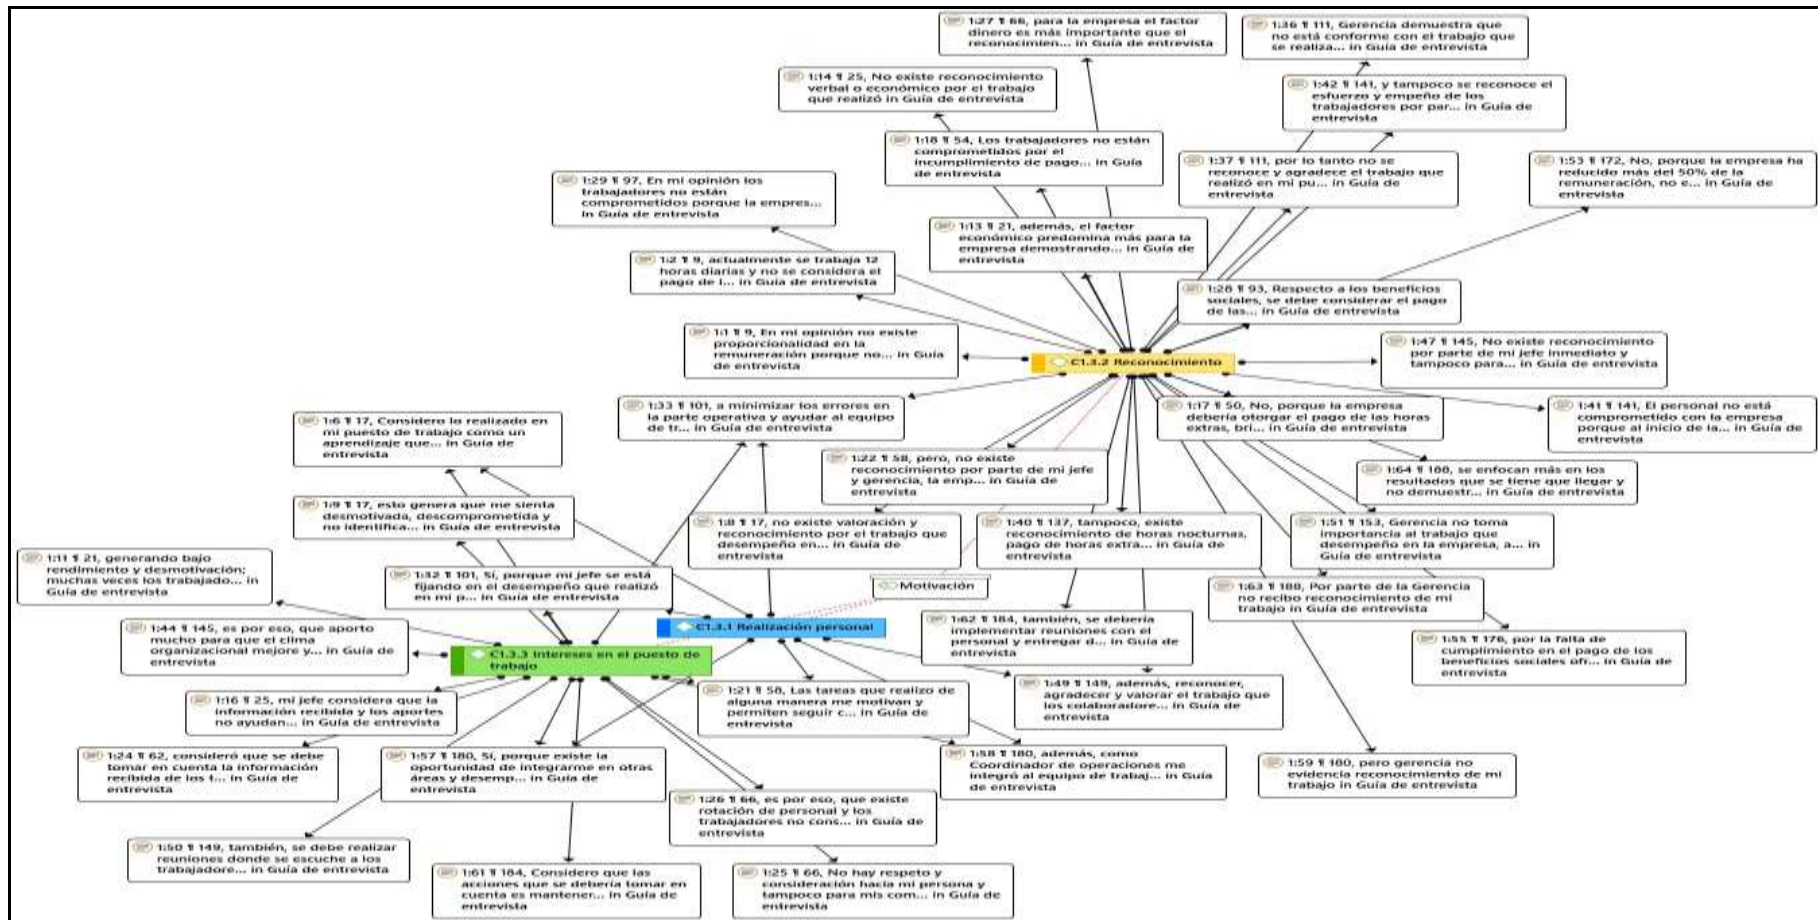 1:27 ¶ 66, para la empresa el factor
dinero es más importante que el
reconocimien... in Guía de entrevista
1:36 ¶ 111, Gerencia demuestra que
no está conforme con el trabajo que
se realiza... in Guía de entrevista
1:14 ¶ 25, No existe reconocimiento
verbal o económico por el trabajo
que realizó in Guía de entrevista
1:42 ¶ 141, y tampoco se reconoce el
esfuerzo y empeño de los
trabajadores por par... in Guía de
entrevista
1:18 ¶ 54, Los trabajadores no están
comprometidos por el
incumplimiento de pago... in Guía
de entrevista
1:37 ¶ 111, por lo tanto no se
reconoce y agradece el trabajo que
realizó en mi pu... in Guía de
entrevista
1:53 ¶ 172, No, porque la empresa ha
reducido más del 50% de la
remuneración, no e... in Guía de
entrevista
1:29 ¶ 97, En mi opinión los
trabajadores no están
comprometidos porque la empres...
in Guía de entrevista
1:13 ¶ 21, además, el factor
económico predomina más para la
empresa demostrando... in Guía de
entrevista
1:2 ¶ 9, actualmente se trabaja 12
horas diarias y no se considera el
pago de l... in Guía de entrevista
1:28 ¶ 93, Respecto a los beneficios
sociales, se debe considerar el pago
de las... in Guía de entrevista
1:1 ¶ 9, En mi opinión no existe
proporcionalidad en la
remuneración porque no... in Guía
de entrevista
C1.3.2 Reconocimiento
1:47 ¶ 145, No existe reconocimiento
por parte de mi jefe inmediato y
tampoco para... in Guía de entrevista
1:33 ¶ 101, a minimizar los errores en
la parte operativa y ayudar al equipo
de tr... in Guía de entrevista
1:17 ¶ 50, No, porque la empresa
debería otorgar el pago de las horas
extras, bri... in Guía de entrevista
1:41 ¶ 141, El personal no está
comprometido con la empresa
porque al inicio de la... in Guía de
entrevista
1:6 ¶ 17, Considero lo realizado en
mi puesto de trabajo como un
aprendizaje que... in Guía de
entrevista
1:22 ¶ 58, pero, no existe
reconocimiento por parte de mi jefe
y gerencia, la emp... in Guía de
entrevista
1:64 ¶ 188, se enfocan más en los
resultados que se tiene que llegar y
no demuestr... in Guía de entrevista
1:9 ¶ 17, esto genera que me sienta
desmotivada, descomprometida y
no identifica... in Guía de entrevista
1:8 ¶ 17, no existe valoración y
reconocimiento por el trabajo que
desempeño en... in Guía de
entrevista
1:40 ¶ 137, tampoco, existe
reconocimiento de horas nocturnas,
pago de horas extra... in Guía de
entrevista
1:51 ¶ 153, Gerencia no toma
importancia al trabajo que
desempeño en la empresa, a... in
Guía de entrevista
1:11 ¶ 21, generando bajo
rendimiento y desmotivación;
muchas veces los trabajado... in
Guía de entrevista
1:32 ¶ 101, Sí, porque mi jefe se está
fijando en el desempeño que realizó
en mi p... in Guía de entrevista
Motivación
1:63 ¶ 188, Por parte de la Gerencia
no recibo reconocimiento de mi
trabajo in Guía de entrevista
1:44 ¶ 145, es por eso, que aporto
mucho para que el clima
organizacional mejore y... in Guía de
entrevista
C1.3.1 Realización personal
1:62 ¶ 184, también, se debería
implementar reuniones con el
personal y entregar d... in Guía de
entrevista
1:55 ¶ 176, por la falta de
cumplimiento en el pago de los
beneficios sociales ofr... in Guía de
entrevista
C1.3.3 Intereses en el puesto de
trabajo
1:16 ¶ 25, mi jefe considera que la
información recibida y los aportes
no ayudan... in Guía de entrevista
1:21 ¶ 58, Las tareas que realizo de
alguna manera me motivan y
permiten seguir c... in Guía de
entrevista
1:49 ¶ 149, además, reconocer,
agradecer y valorar el trabajo que
los colaboradore... in Guía de
entrevista
1:24 ¶ 62, consideró que se debe
tomar en cuenta la información
recibida de los t... in Guía de
entrevista
1:57 ¶ 180, Sí, porque existe la
oportunidad de integrarme en otras
áreas y desemp... in Guía de
entrevista
1:58 ¶ 180, además, como
Coordinador de operaciones me
integró al equipo de trabaj... in Guía
de entrevista
1:59 ¶ 180, pero gerencia no
evidencia reconocimiento de mi
trabajo in Guía de entrevista
1:26 ¶ 66, es por eso, que existe
rotación de personal y los
trabajadores no cons... in Guía de
entrevista
1:50 ¶ 149, también, se debe realizar
reuniones donde se escuche a los
trabajadore... in Guía de entrevista
1:61 ¶ 184, Considero que las
acciones que se debería tomar en
cuenta es mantener... in Guía de
entrevista
1:25 ¶ 66, No hay respeto y
consideración hacia mi persona y
tampoco para mis com... in Guía de
entrevista